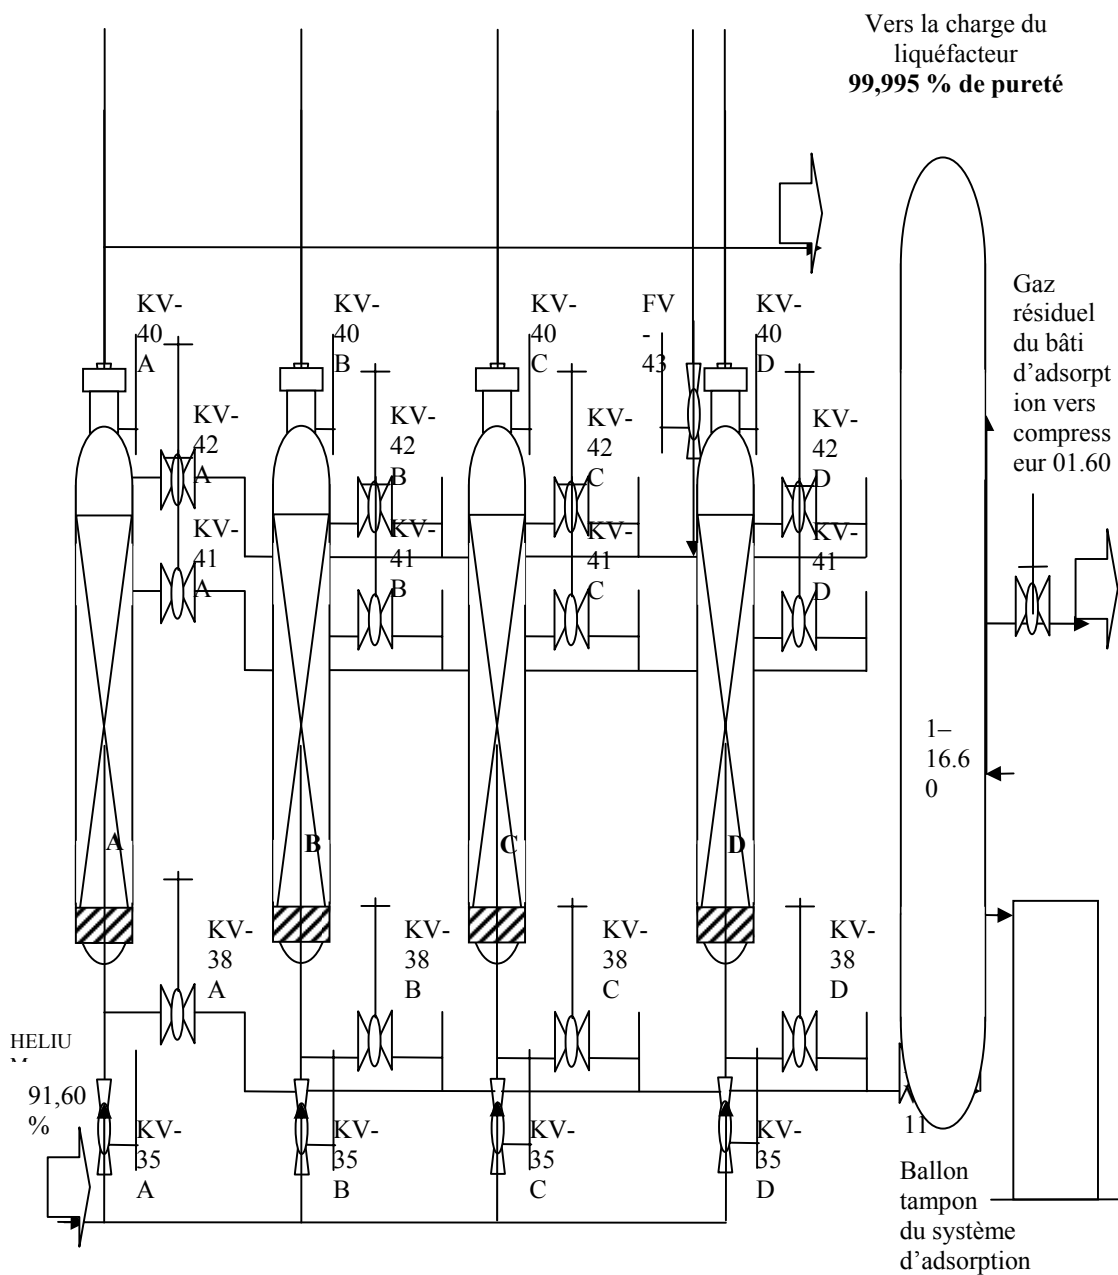 Vers la charge du
liquéfacteur
99,995 % de pureté
KV-
40
A
KV-
40
B
KV-
40
C
FV
-
43
KV-
40
D
Gaz
résiduel
du bâti
d’adsorpt
ion vers
compress
eur 01.60
KV-
42
A
KV-
42
B
KV-
42
C
KV-
42
D
KV-
41
A
KV-
41
B
KV-
41
C
KV-
41
D
1–
16.6
0
A
B
C
D
KV-
38
A
KV-
38
B
KV-
38
C
KV-
38
D
HELIU
91,60
%
KV-
35
A
KV-
35
B
KV-
35
C
KV-
35
D
11
Ballon
tampon
du système
d’adsorption